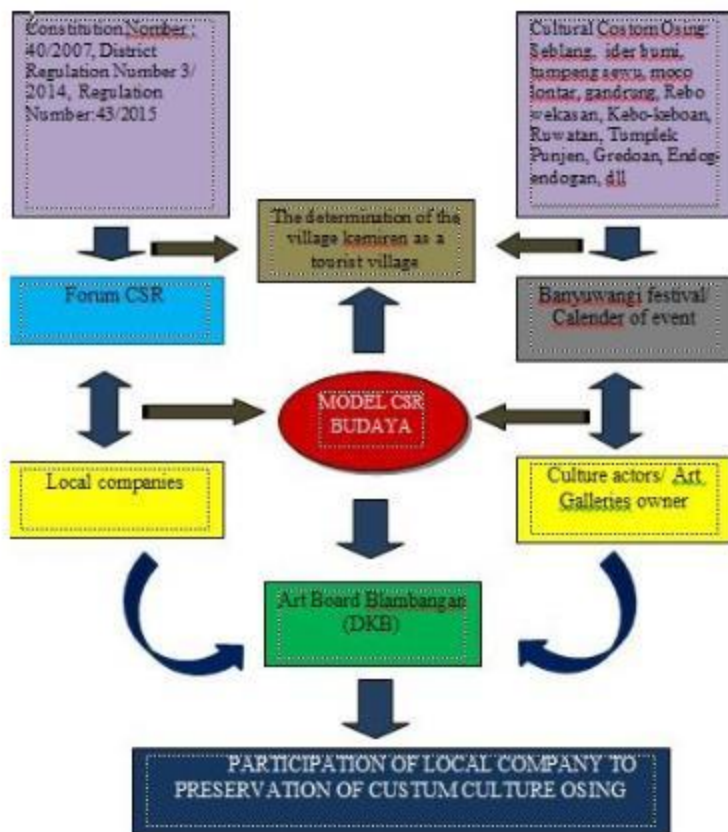 Constitution Nomber :
40/2007, District
Regulation Number 3/
2014, Regulation
Number:43/2015
Cultural Costom Osing:
Seblang, ider bumi,
tumpeng sewu, moco
lontar, gandrung, Rebo
wekasan, Kebo-keboan,
Ruwatan, Tumplek
Punjen, Gredoan, Endog-
endogan, dll
The determination of the
village kemiren as a
tourist village
Forum CSR
Banyuwangi festival/
Calender of event
MODEL CSR
BUDAYA
Local companies
Culture actors/ Art
Galleries owner
Art Board Blambangan
(DKB)
PARTICIPATION OF LOCAL COMPANY TO
PRESERVATION OF CUSTUM CULTURE OSING